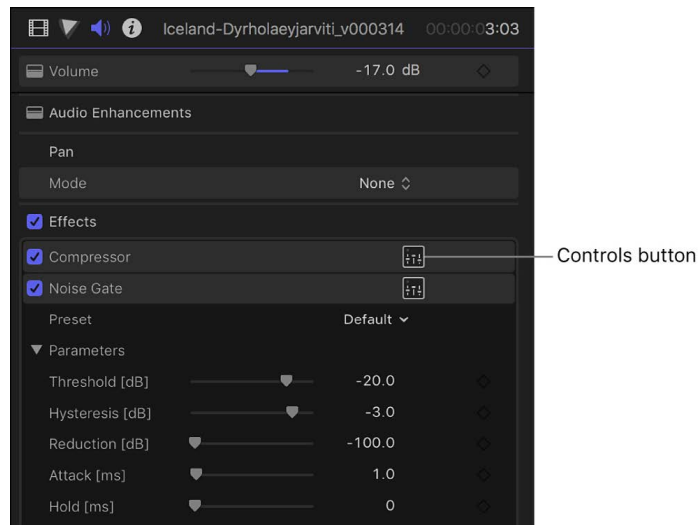 Iceland-Dyrholaeyjarviti_v000314 00:00:03:03
Volume -17.0 dB
Audio Enhancements
Pan
Mode None
Effects
Compressor Controls button
Noise Gate
Preset Default
Parameters
Threshold [dB] -20.0
Hysteresis [dB] -3.0
Reduction [dB] -100.0
Attack [ms] 1.0
Hold [ms] 0